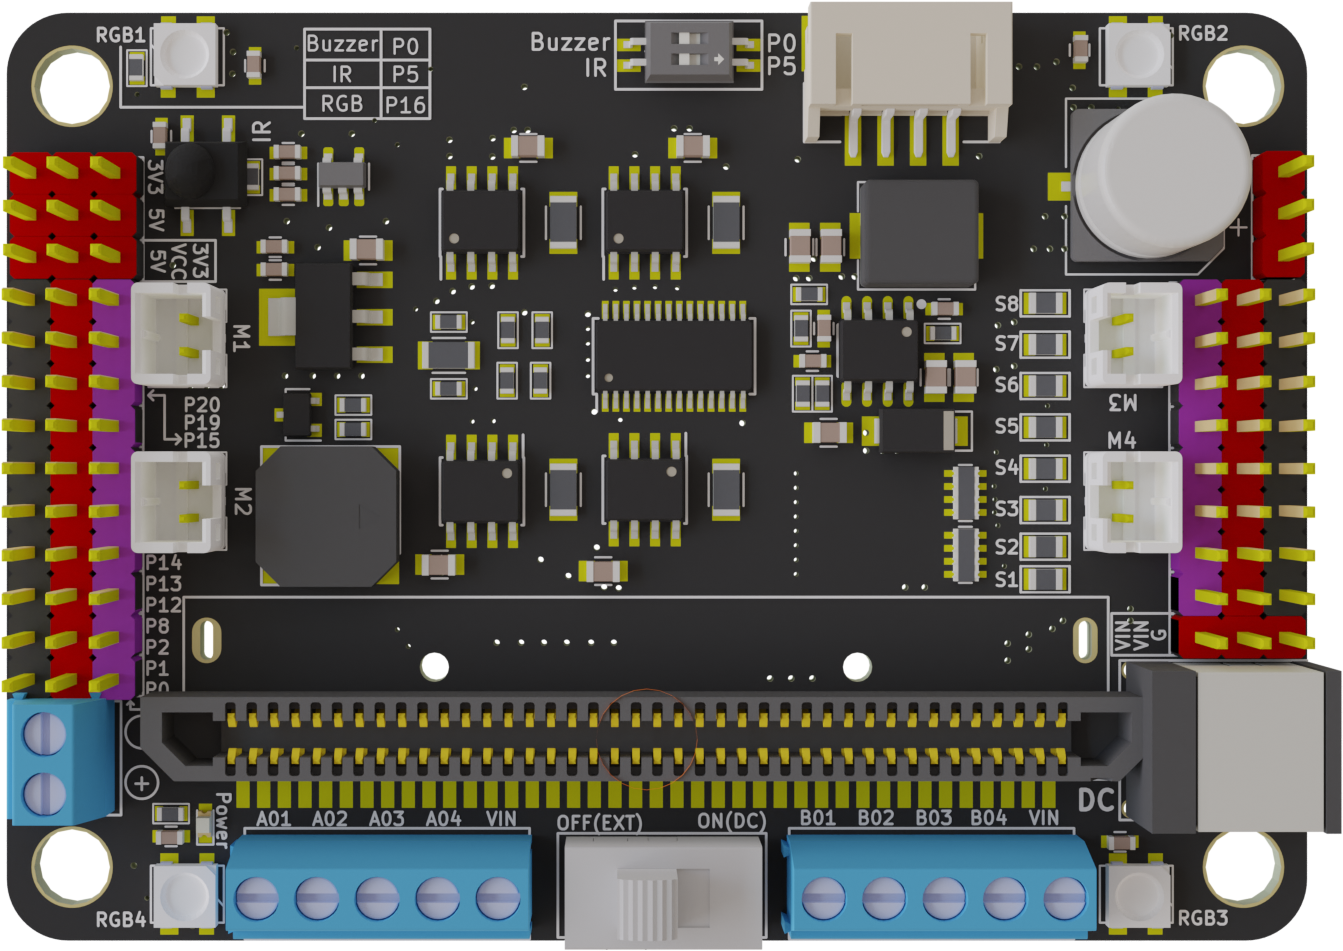 RGB1
Buzzer P0
IR P5
RGB P16
Buzzer P0
IR P5
RGB2
IR
3V3
5V
5V
VCC
3V3
+
M1
P20
P19
P15
M2
P14
P13
P12
P8
P2
P1
P0
S8
S7
S6
S5
S4
S3
S2
S1
M3
M4
VIN
VIN
G
+
Power
DC
A01 A02 A03 A04 VIN
OFF(EXT) ON(DC)
B01 B02 B03 B04 VIN
RGB4
RGB3